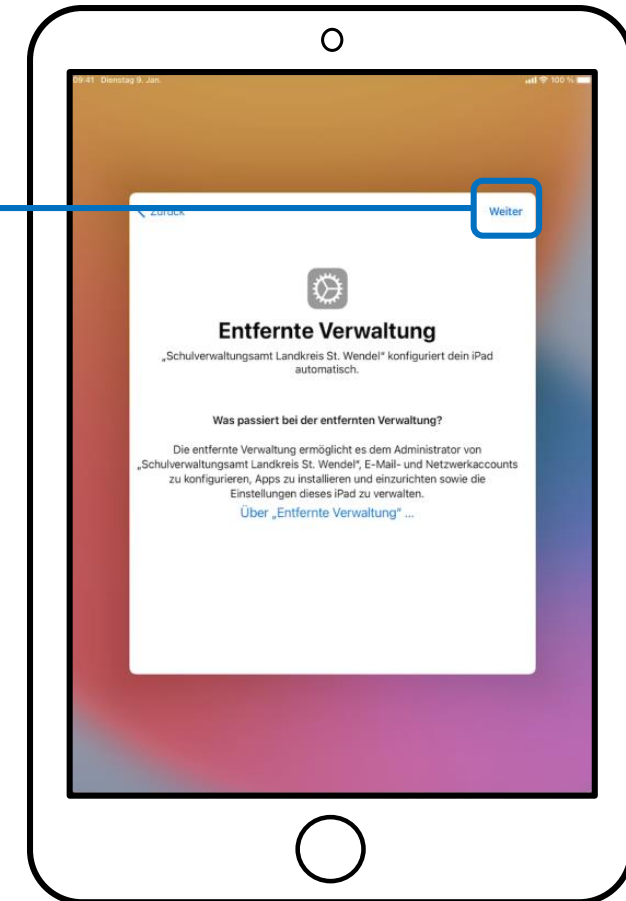 09:41 Dienstag 9. Jan.
100 %
Zurück
Weiter
Entfernte Verwaltung
„Schulverwaltungsamt Landkreis St. Wendel“ konfiguriert dein iPad
automatisch.
Was passiert bei der entfernten Verwaltung?
Die entfernte Verwaltung ermöglicht es dem Administrator von
„Schulverwaltungsamt Landkreis St. Wendel“, E-Mail- und Netzwerkaccounts
zu konfigurieren, Apps zu installieren und einzurichten sowie die
Einstellungen dieses iPad zu verwalten.
Über „Entfernte Verwaltung“ ...